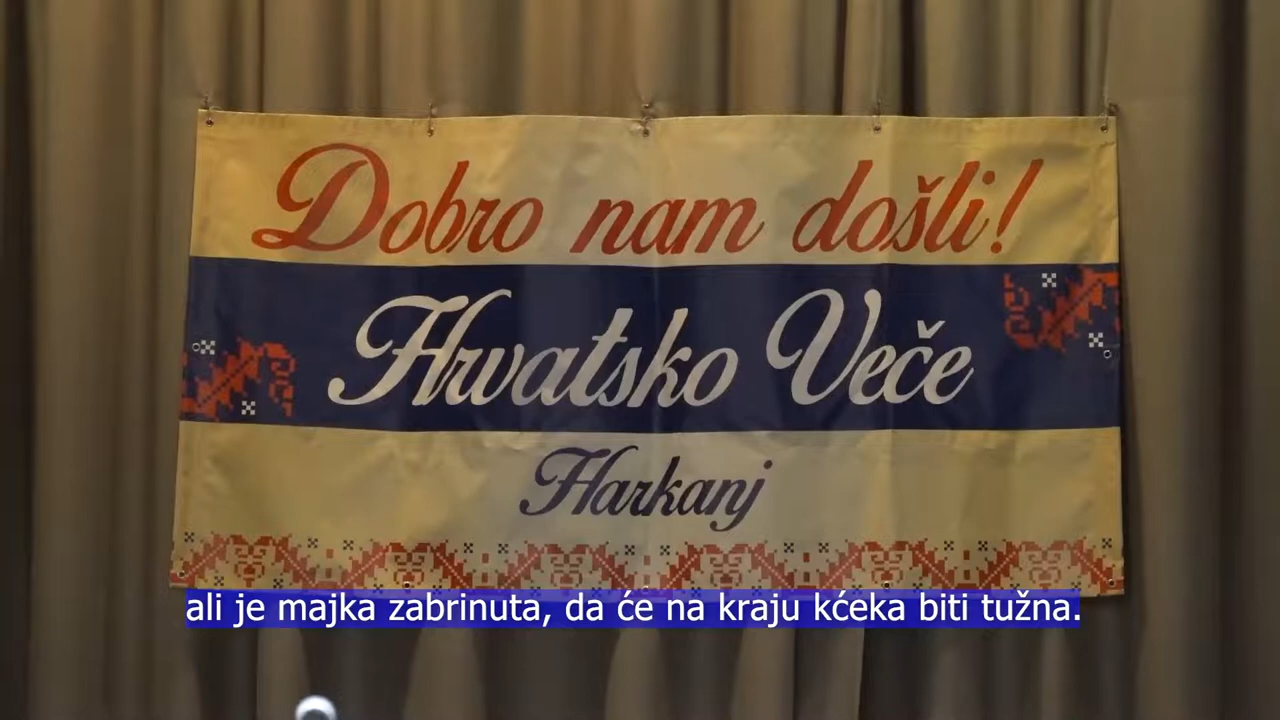 Dobro nam došli!
Hrvatsko Veče
Harkanj
ali je majka zabrinuta, da će na kraju kćeka biti tužna.